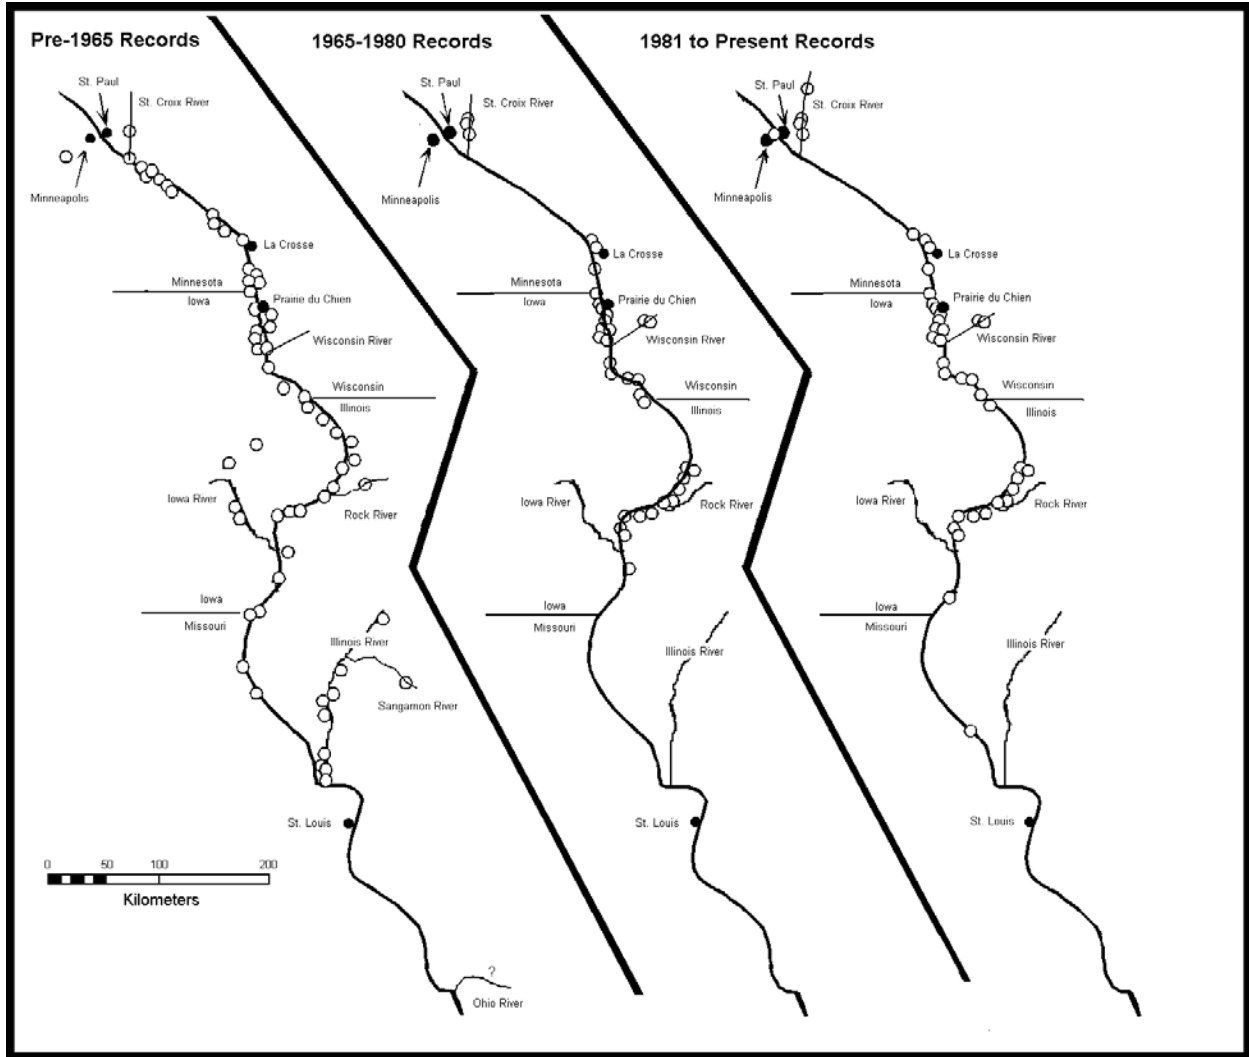 Pre-1965 Records
St. Paul
St. Croix River
Minneapolis
La Crosse
Minnesota
Iowa
Prairie du Chien
Wisconsin River
Wisconsin
Illinois
Iowa River
Rock River
Iowa
Missouri
Illinois River
Sangamon River
St. Louis
0 50 100 200
Kilometers
?
Ohio River
1965-1980 Records
St. Paul
St. Croix River
Minneapolis
La Crosse
Minnesota
Iowa
Prairie du Chien
Wisconsin River
Wisconsin
Illinois
Iowa River
Rock River
Iowa
Missouri
Illinois River
St. Louis
1981 to Present Records
St. Paul
St. Croix River
Minneapolis
La Crosse
Minnesota
Iowa
Prairie du Chien
Wisconsin River
Wisconsin
Illinois
Iowa River
Rock River
Iowa
Missouri
Illinois River
St. Louis